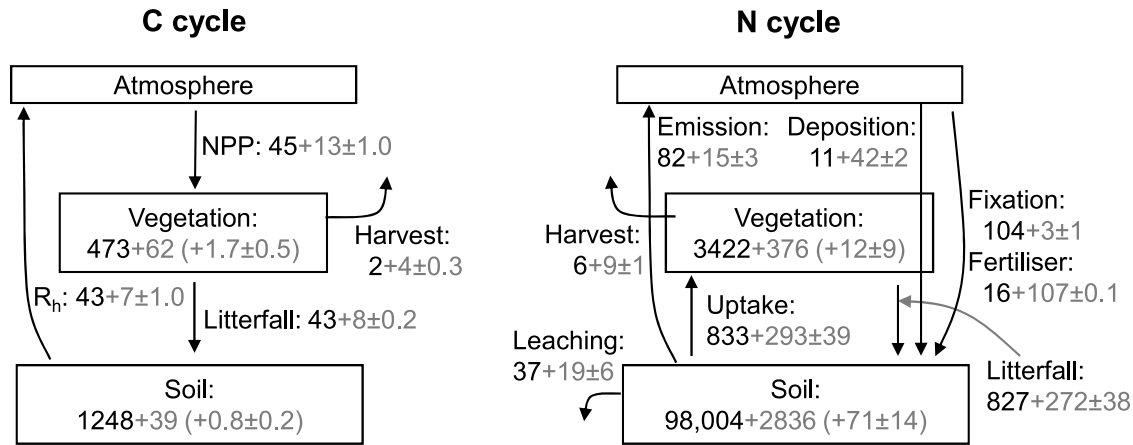 C cycle
Atmosphere
NPP: 45+13±1.0
Vegetation:
473+62 (+1.7±0.5)
Harvest:
2+4±0.3
Rₕ: 43+7±1.0
Litterfall: 43+8±0.2
Soil:
1248+39 (+0.8±0.2)
N cycle
Atmosphere
Emission:
82+15±3
Deposition:
11+42±2
Vegetation:
3422+376 (+12±9)
Harvest:
6+9±1
Fixation:
104+3±1
Fertiliser:
16+107±0.1
Uptake:
833+293±39
Leaching:
37+19±6
Litterfall:
827+272±38
Soil:
98,004+2836 (+71±14)